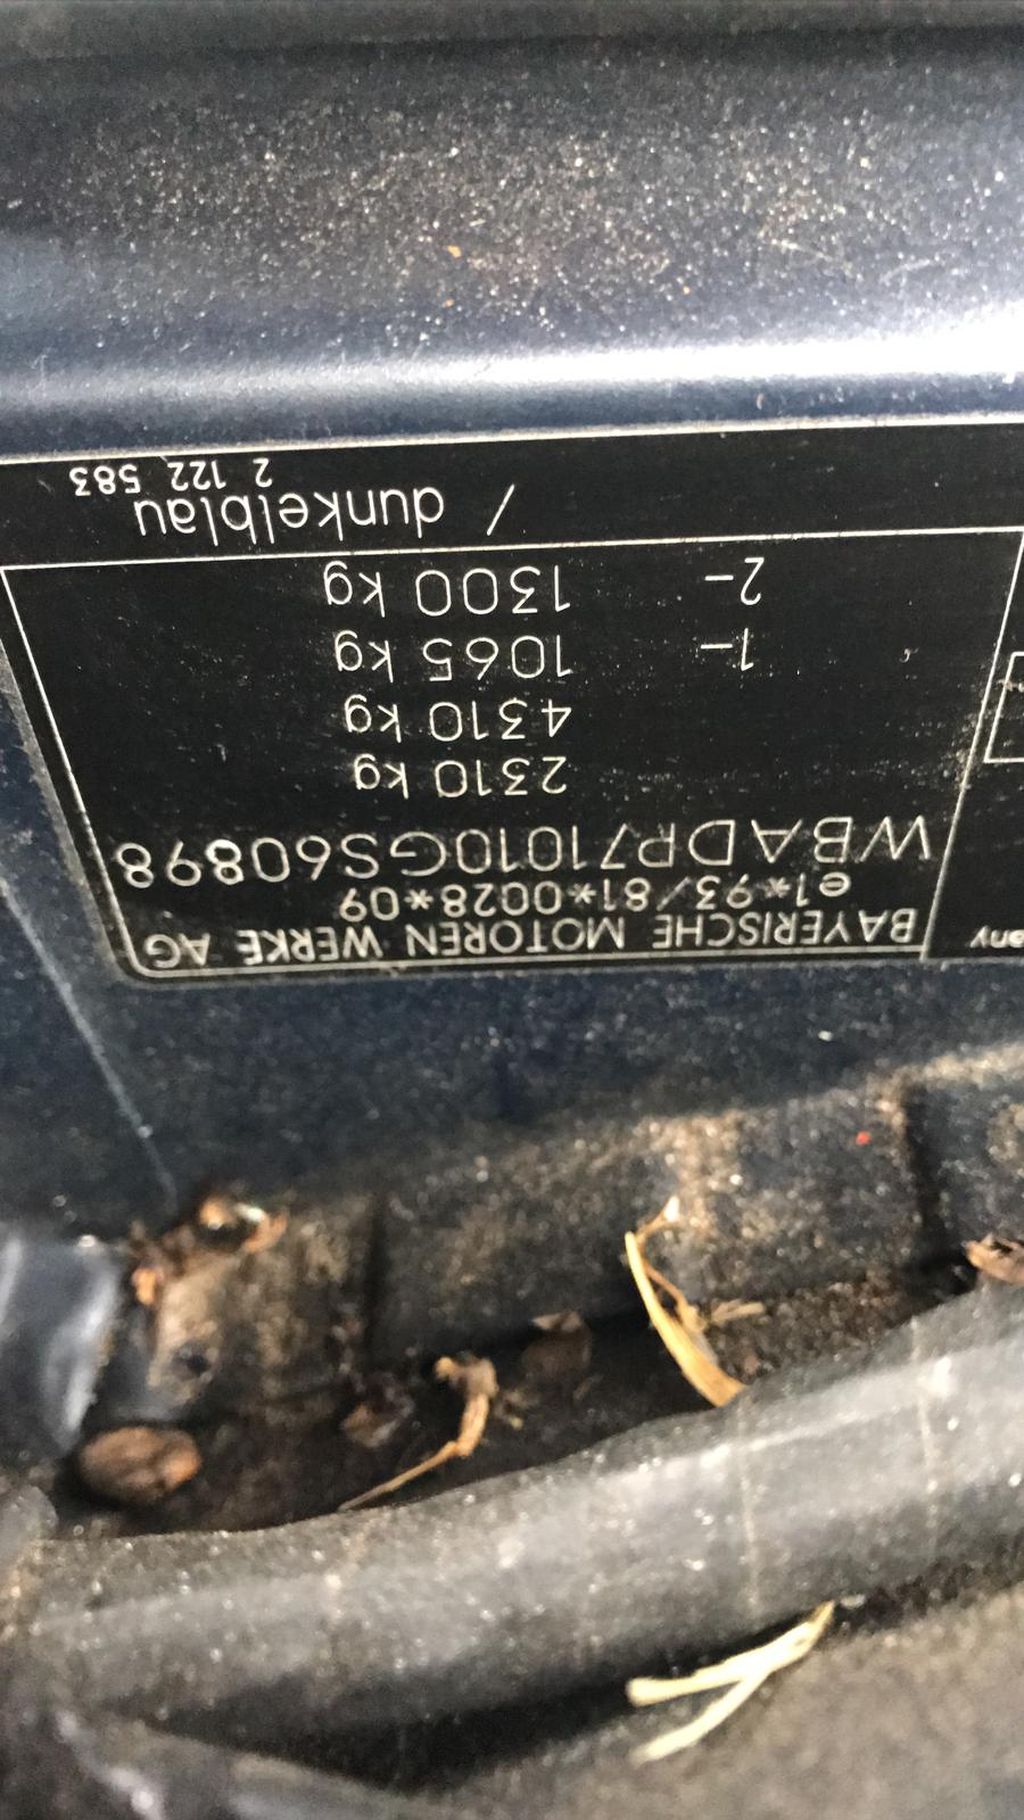 BAYERISCHE MOTOREN WERKE AG
e1*93/81*0028*09
WBADP71010GS60898
2310 kg
4310 kg
1- 1065 kg
2- 1300 kg
/ dunkelblau
2 122 583